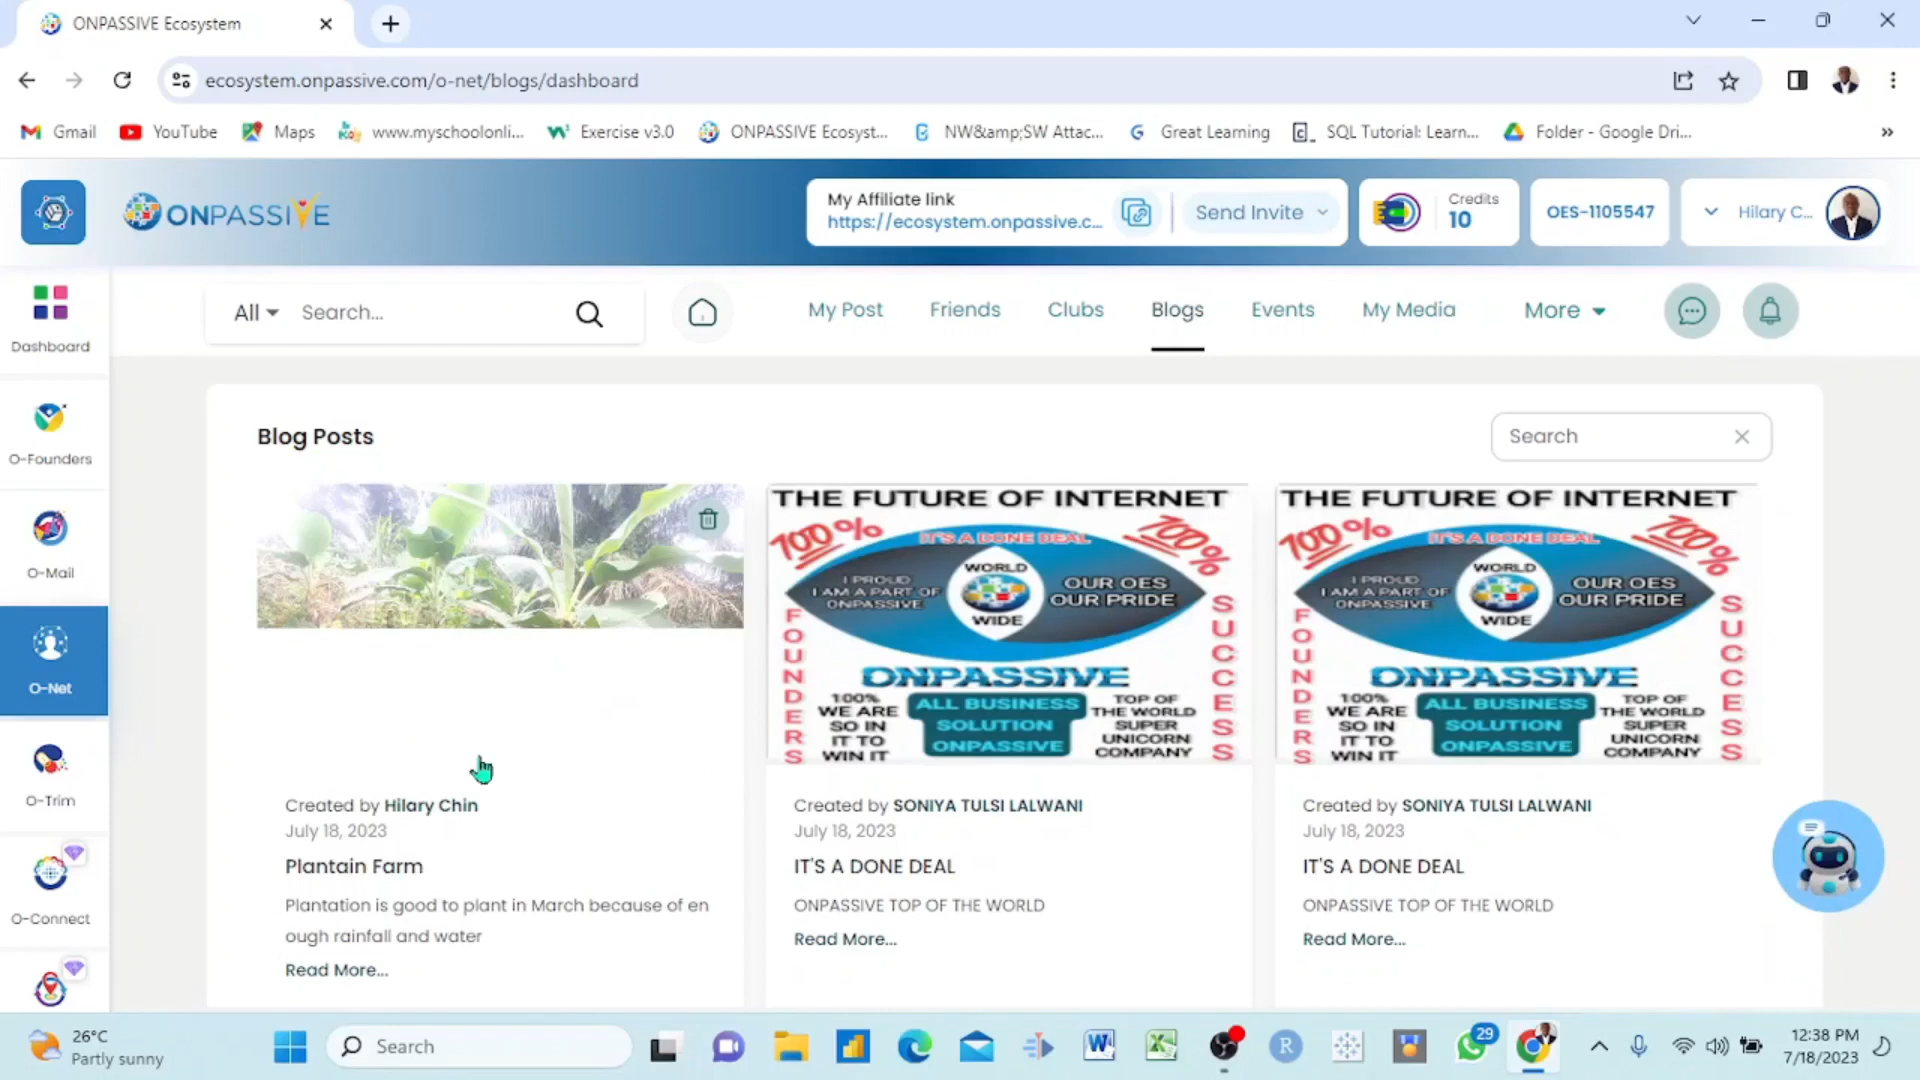 ONPASSIVE Ecosystem
ecosystem.onpassive.com/o-net/blogs/dashboard
Gmail
YouTube
Maps
www.myschoolonli...
Exercise v3.0
ONPASSIVE Ecosyst...
NW&amp;SW Attac...
Great Learning
SQL Tutorial: Learn...
Folder - Google Dri...
»
ONPASSIVE
My Affiliate link
https://ecosystem.onpassive.c...
Send Invite
Credits
10
OES-1105547
Hilary C...
All
Search...
My Post
Friends
Clubs
Blogs
Events
My Media
More
Dashboard
O-Founders
O-Mail
O-Net
O-Trim
O-Connect
Blog Posts
Search
THE FUTURE OF INTERNET
100%
IT'S A DONE DEAL
100%
I PROUD
I AM A PART OF
ONPASSIVE
WORLD
WIDE
OUR OES
OUR PRIDE
FOUNDERS
SUCCESS
ONPASSIVE
100%
WE ARE
SO IN
IT TO
WIN IT
ALL BUSINESS
SOLUTION
ONPASSIVE
TOP OF
THE WORLD
SUPER
UNICORN
COMPANY
THE FUTURE OF INTERNET
100%
IT'S A DONE DEAL
100%
I PROUD
I AM A PART OF
ONPASSIVE
WORLD
WIDE
OUR OES
OUR PRIDE
FOUNDERS
SUCCESS
ONPASSIVE
100%
WE ARE
SO IN
IT TO
WIN IT
ALL BUSINESS
SOLUTION
ONPASSIVE
TOP OF
THE WORLD
SUPER
UNICORN
COMPANY
Created by Hilary Chin
July 18, 2023
Plantain Farm
Plantation is good to plant in March because of en
ough rainfall and water
Read More...
Created by SONIYA TULSI LALWANI
July 18, 2023
IT'S A DONE DEAL
ONPASSIVE TOP OF THE WORLD
Read More...
Created by SONIYA TULSI LALWANI
July 18, 2023
IT'S A DONE DEAL
ONPASSIVE TOP OF THE WORLD
Read More...
26°C
Partly sunny
Search
R
29
12:38 PM
7/18/2023